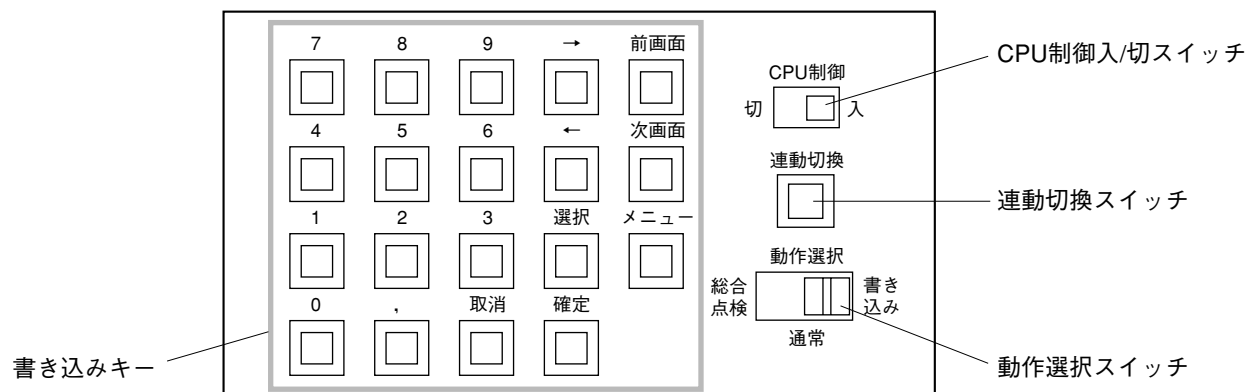 7 8 9 → 前画面
4 5 6 ← 次画面
1 2 3 選択 メニュー
0 , 取消 確定
書き込みキー
CPU制御
切 入
連動切換
動作選択
総合
点検
書き
込み
通常
CPU制御入/切スイッチ
連動切換スイッチ
動作選択スイッチ